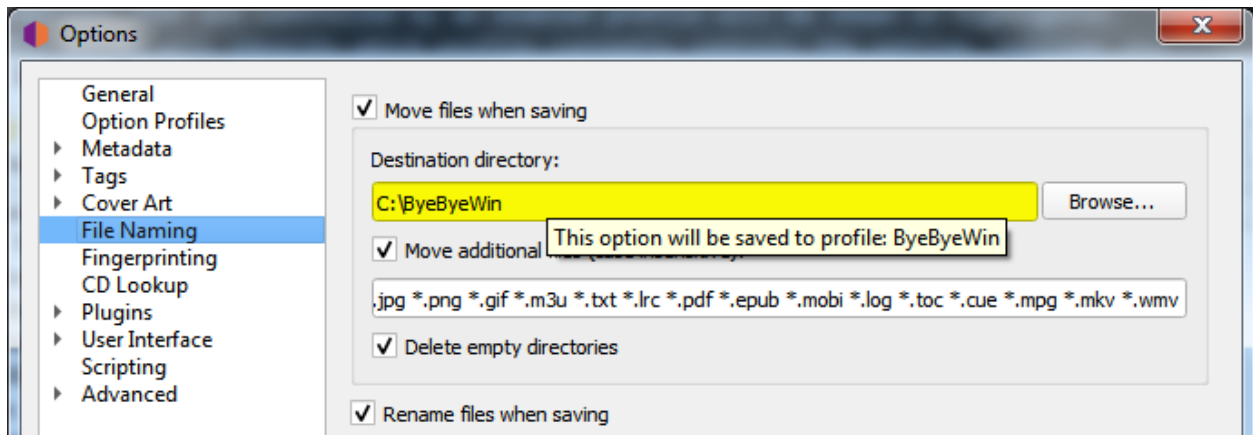 Options
General
Option Profiles
Metadata
Tags
Cover Art
File Naming
Fingerprinting
CD Lookup
Plugins
User Interface
Scripting
Advanced
Move files when saving
Destination directory:
C:\ByeByeWin
Browse...
This option will be saved to profile: ByeByeWin
Move additional
.jpg *.png *.gif *.m3u *.txt *.lrc *.pdf *.epub *.mobi *.log *.toc *.cue *.mpg *.mkv *.wmv
Delete empty directories
Rename files when saving